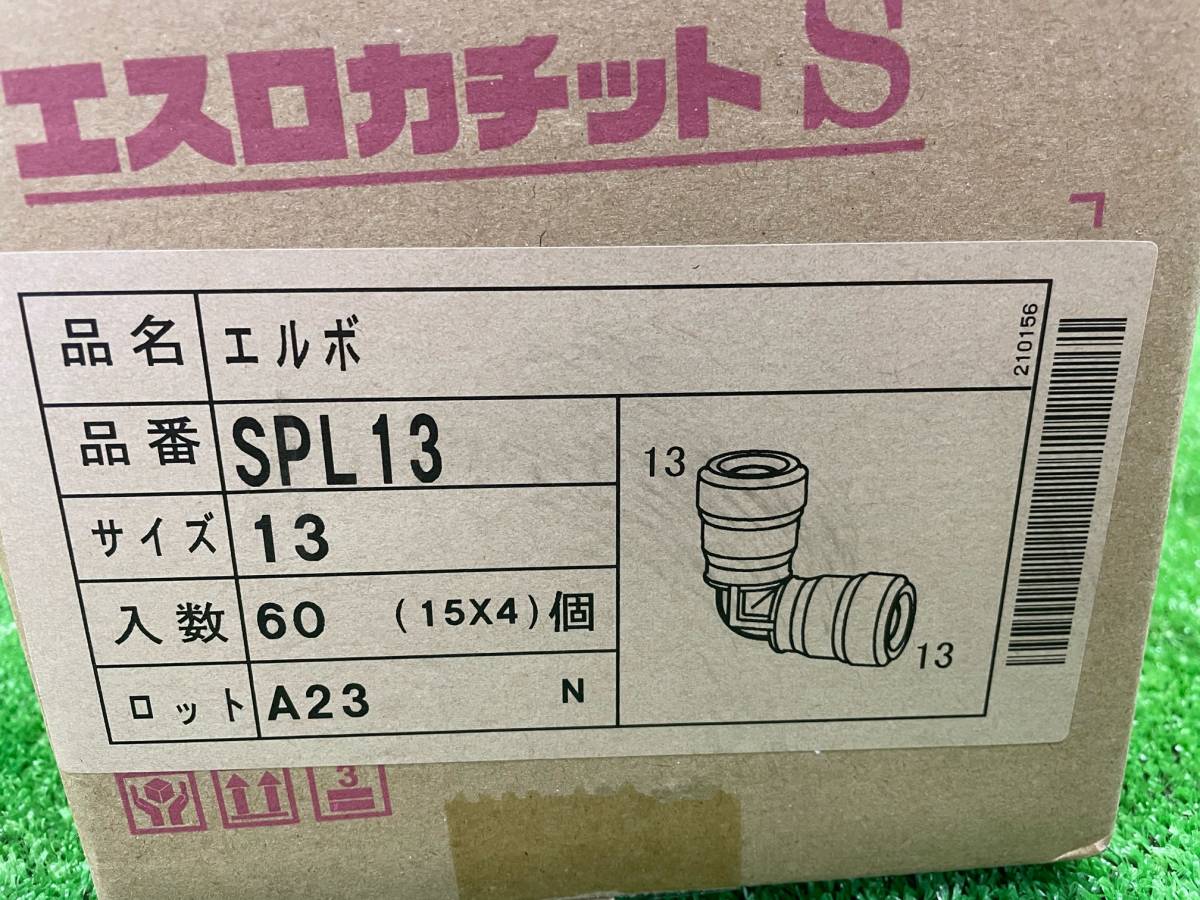 エスロカチットS
品名 エルボ
210156
品番 SPL13
サイズ 13
入数 60 (15X4)個
ロット A23 N
13
13
3